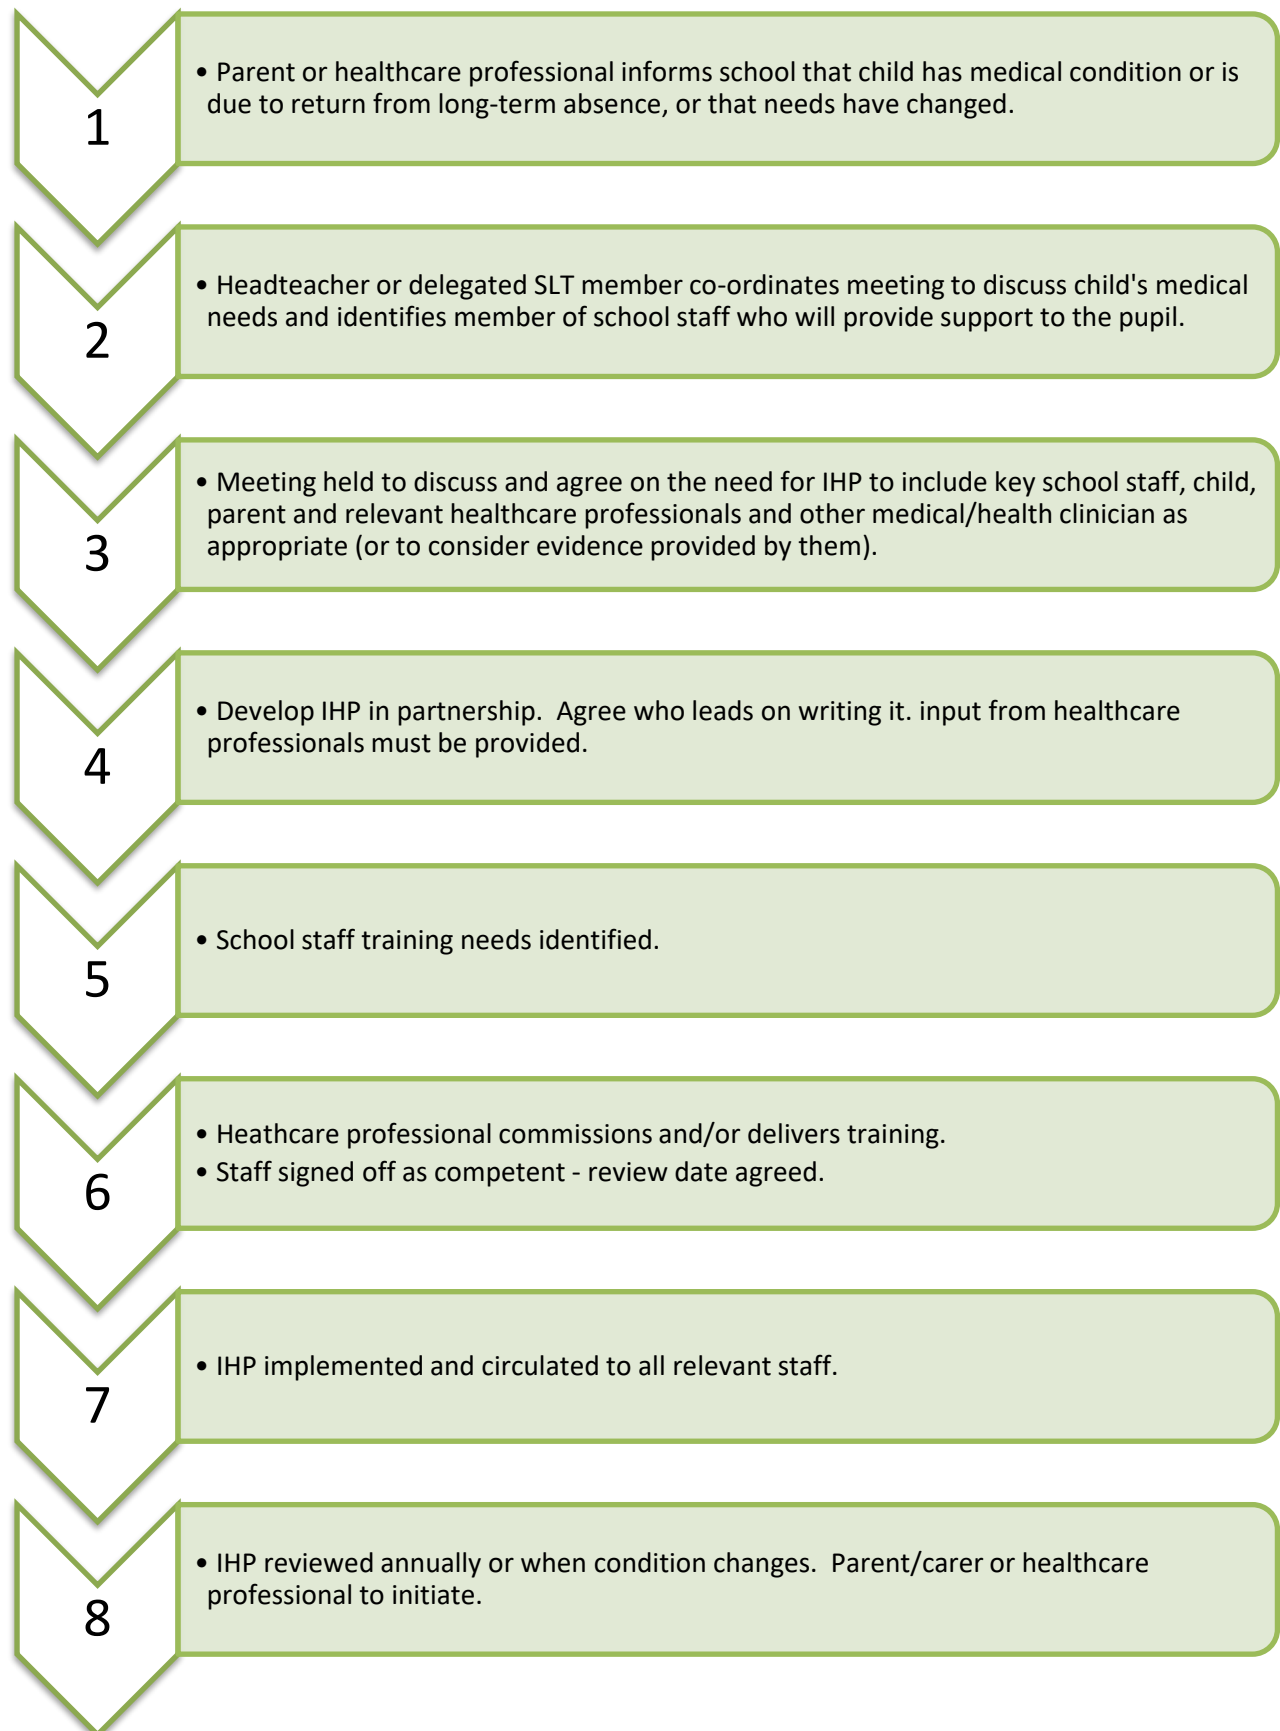 1
• Parent or healthcare professional informs school that child has medical condition or is
due to return from long-term absence, or that needs have changed.
2
• Headteacher or delegated SLT member co-ordinates meeting to discuss child's medical
needs and identifies member of school staff who will provide support to the pupil.
3
• Meeting held to discuss and agree on the need for IHP to include key school staff, child,
parent and relevant healthcare professionals and other medical/health clinician as
appropriate (or to consider evidence provided by them).
4
• Develop IHP in partnership.  Agree who leads on writing it. input from healthcare
professionals must be provided.
5
• School staff training needs identified.
6
• Heathcare professional commissions and/or delivers training.
• Staff signed off as competent - review date agreed.
7
• IHP implemented and circulated to all relevant staff.
8
• IHP reviewed annually or when condition changes.  Parent/carer or healthcare
professional to initiate.